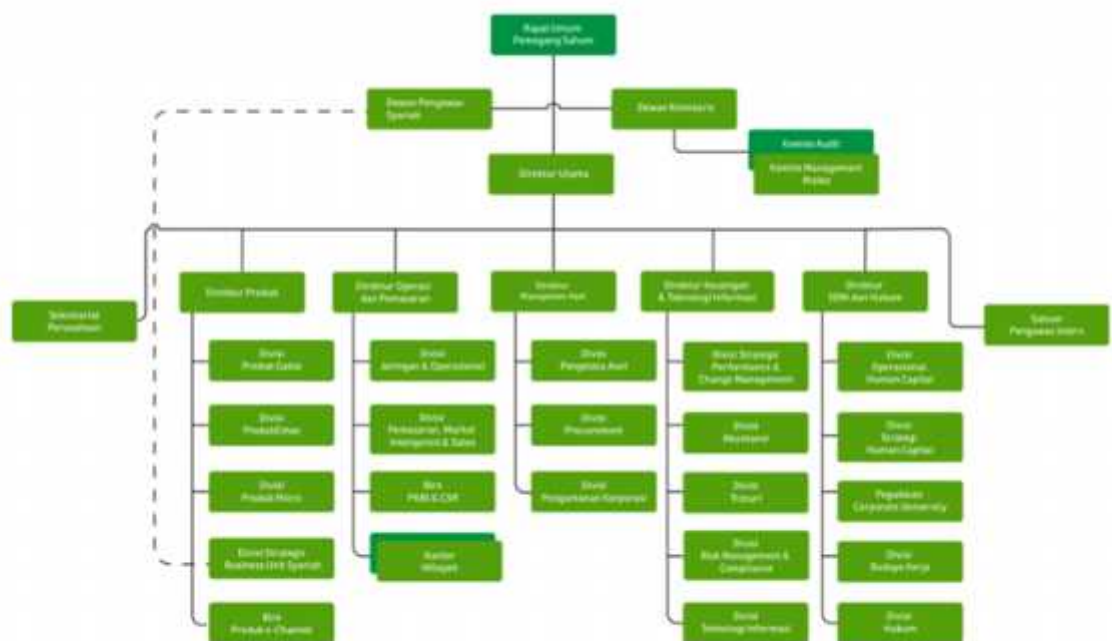 Rapat Umum
Pemegang Saham
Dewan Pengawas
Syariah
Dewan Komisaris
Komite Audit
Komite Management
Risiko
Direktur Utama
Direktur Produk
Direktur Operasi
dan Pemasaran
Direktur
Manajemen Aset
Direktur Keuangan
& Teknologi Informasi
Direktur
SDM dan Hukum
Sekretariat
Perusahaan
Satuan
Pengawas Intern
Divisi
Produk Gadai
Divisi
Produk Emas
Divisi
Produk Micro
Divisi Strategic
Business Unit Syariah
Biro
Produk e-Channel
Divisi
Jaringan & Operasional
Divisi
Pemasaran, Market
Intelligence & Sales
Biro
PKBL & CSR
Kantor
Wilayah
Divisi
Pengelola Aset
Divisi
Procurement
Divisi
Pengamanan Korporasi
Divisi Strategic
Performance &
Change Management
Divisi
Akuntansi
Divisi
Tresuri
Divisi
Risk Management &
Compliance
Divisi
Teknologi Informasi
Divisi
Operasional
Human Capital
Divisi
Strategi
Human Capital
Pegadaian
Corporate University
Divisi
Budaya Kerja
Divisi
Hukum